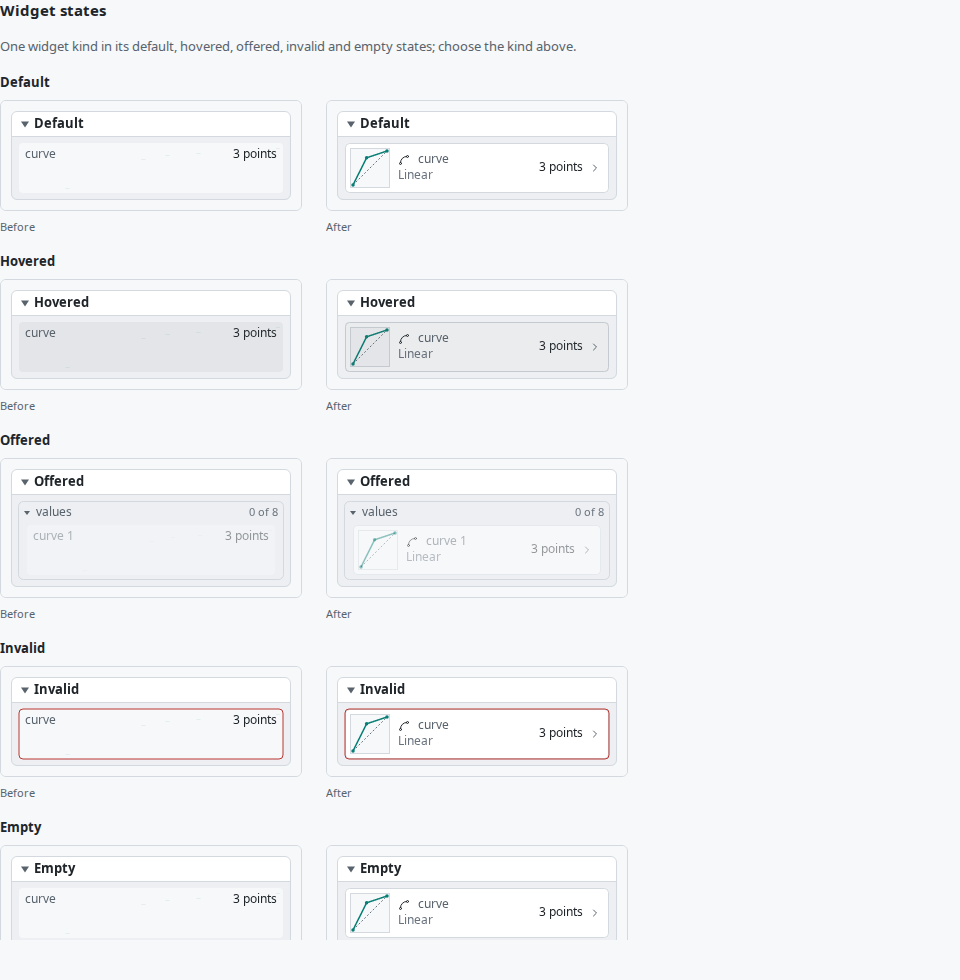 Widget states
One widget kind in its default, hovered, offered, invalid and empty states; choose the kind above.
Default
Default
curve
3 points
Default
curve
Linear
3 points
Before
After
Hovered
Hovered
curve
3 points
Hovered
curve
Linear
3 points
Before
After
Offered
Offered
values
0 of 8
curve 1
3 points
Offered
values
0 of 8
curve 1
Linear
3 points
Before
After
Invalid
Invalid
curve
3 points
Invalid
curve
Linear
3 points
Before
After
Empty
Empty
curve
3 points
Empty
curve
Linear
3 points